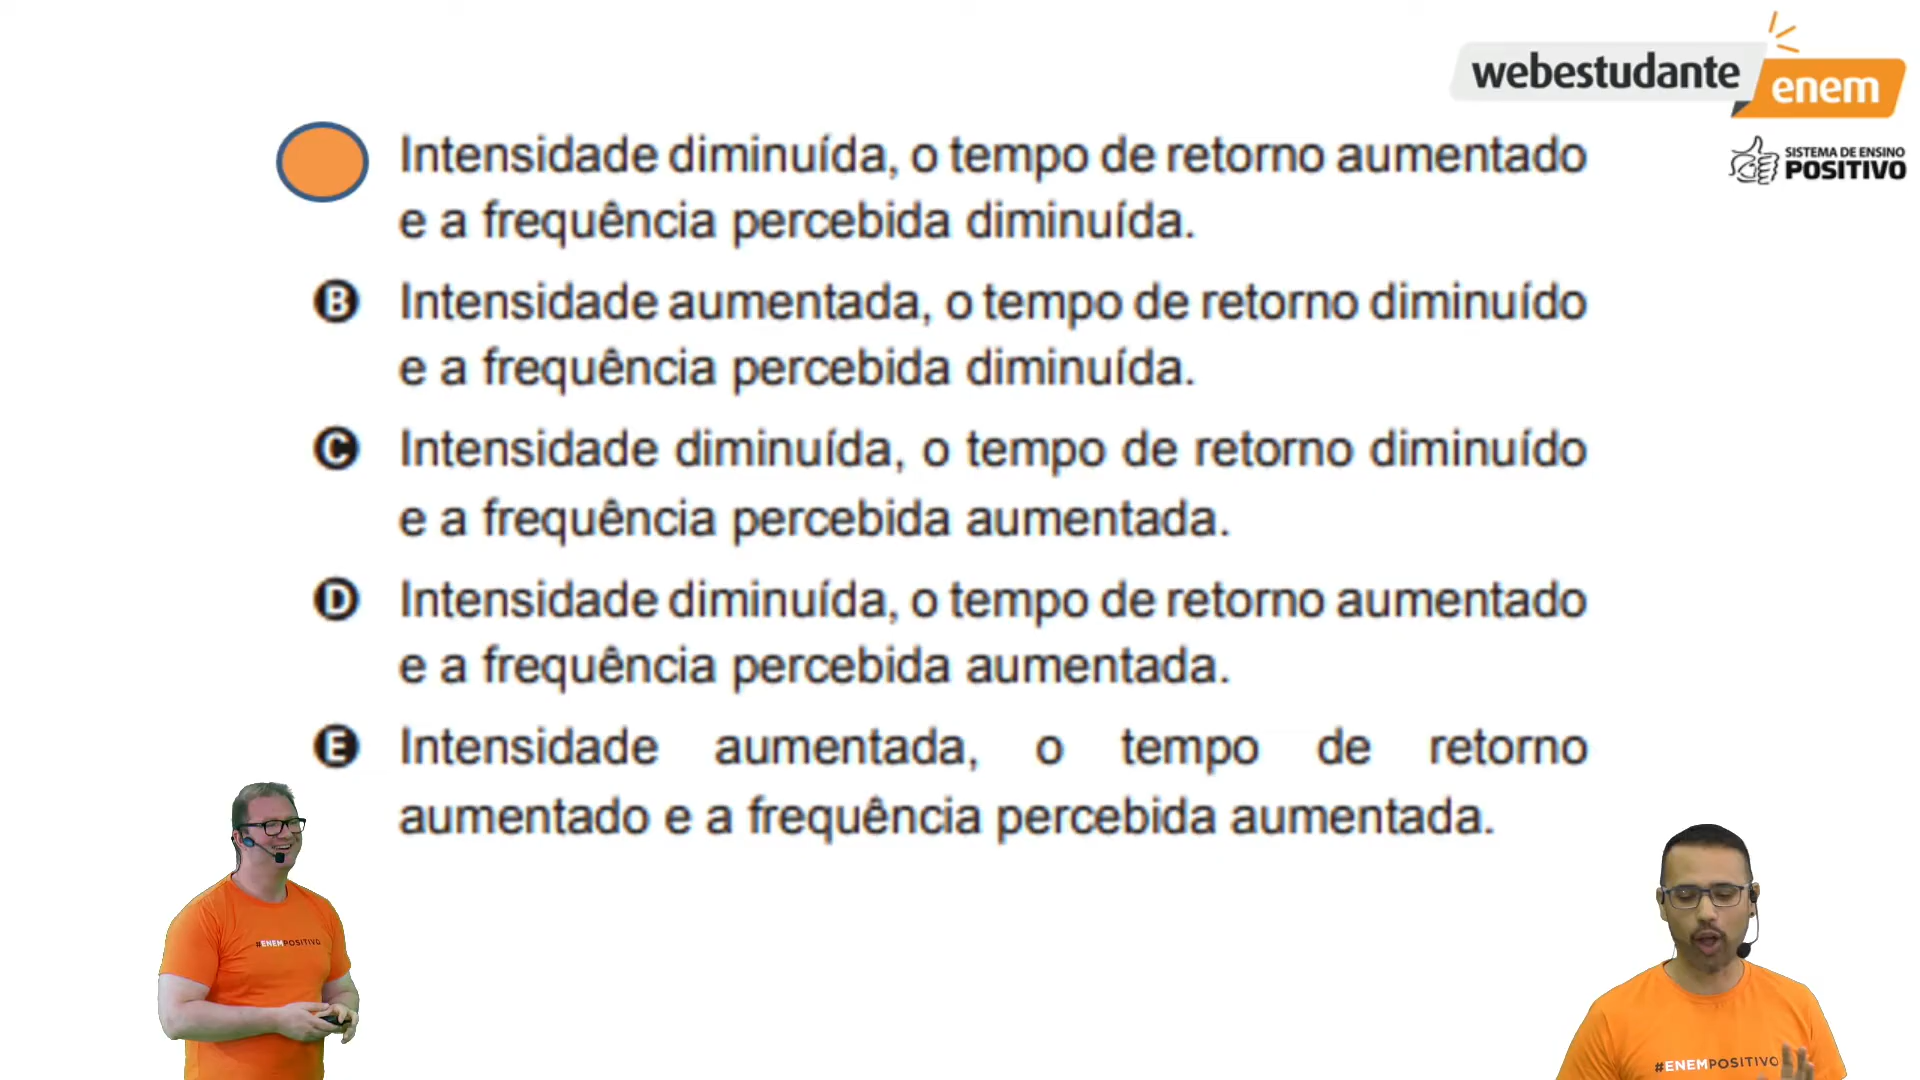 webestudante
enem
SISTEMA DE ENSINO
POSITIVO
Intensidade diminuída, o tempo de retorno aumentado
e a frequência percebida diminuída.
B Intensidade aumentada, o tempo de retorno diminuído
e a frequência percebida diminuída.
C Intensidade diminuída, o tempo de retorno diminuído
e a frequência percebida aumentada.
D Intensidade diminuída, o tempo de retorno aumentado
e a frequência percebida aumentada.
E Intensidade aumentada, o tempo de retorno
aumentado e a frequência percebida aumentada.
#ENEMPOSITIVO
#ENEMPOSITIVO